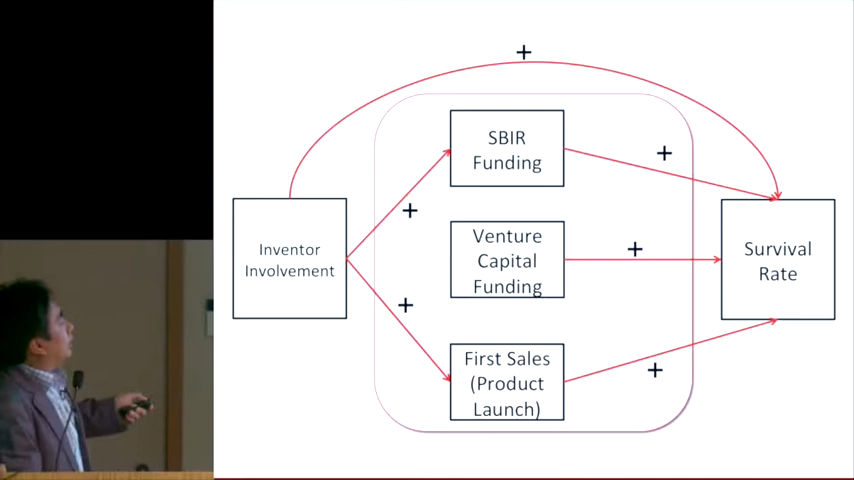 +
SBIR
Funding
+
+
Inventor
Involvement
Venture
Capital
Funding
+
Survival
Rate
+
First Sales
(Product
Launch)
+